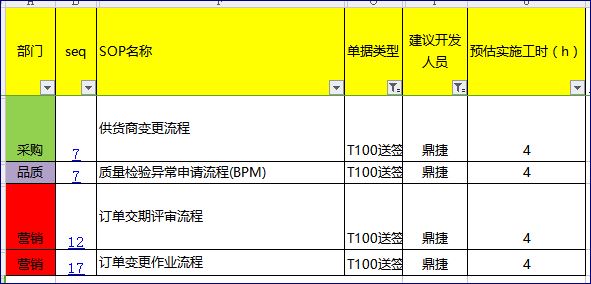 部门 seq SOP名称 单据类型 建议开发人员 预估实施工时（h）
采购 7 供货商变更流程 T100送签 鼎捷 4
品质 7 质量检验异常申请流程(BPM) T100送签 鼎捷 4
营销 12 订单交期评审流程 T100送签 鼎捷 4
营销 17 订单变更作业流程 T100送签 鼎捷 4